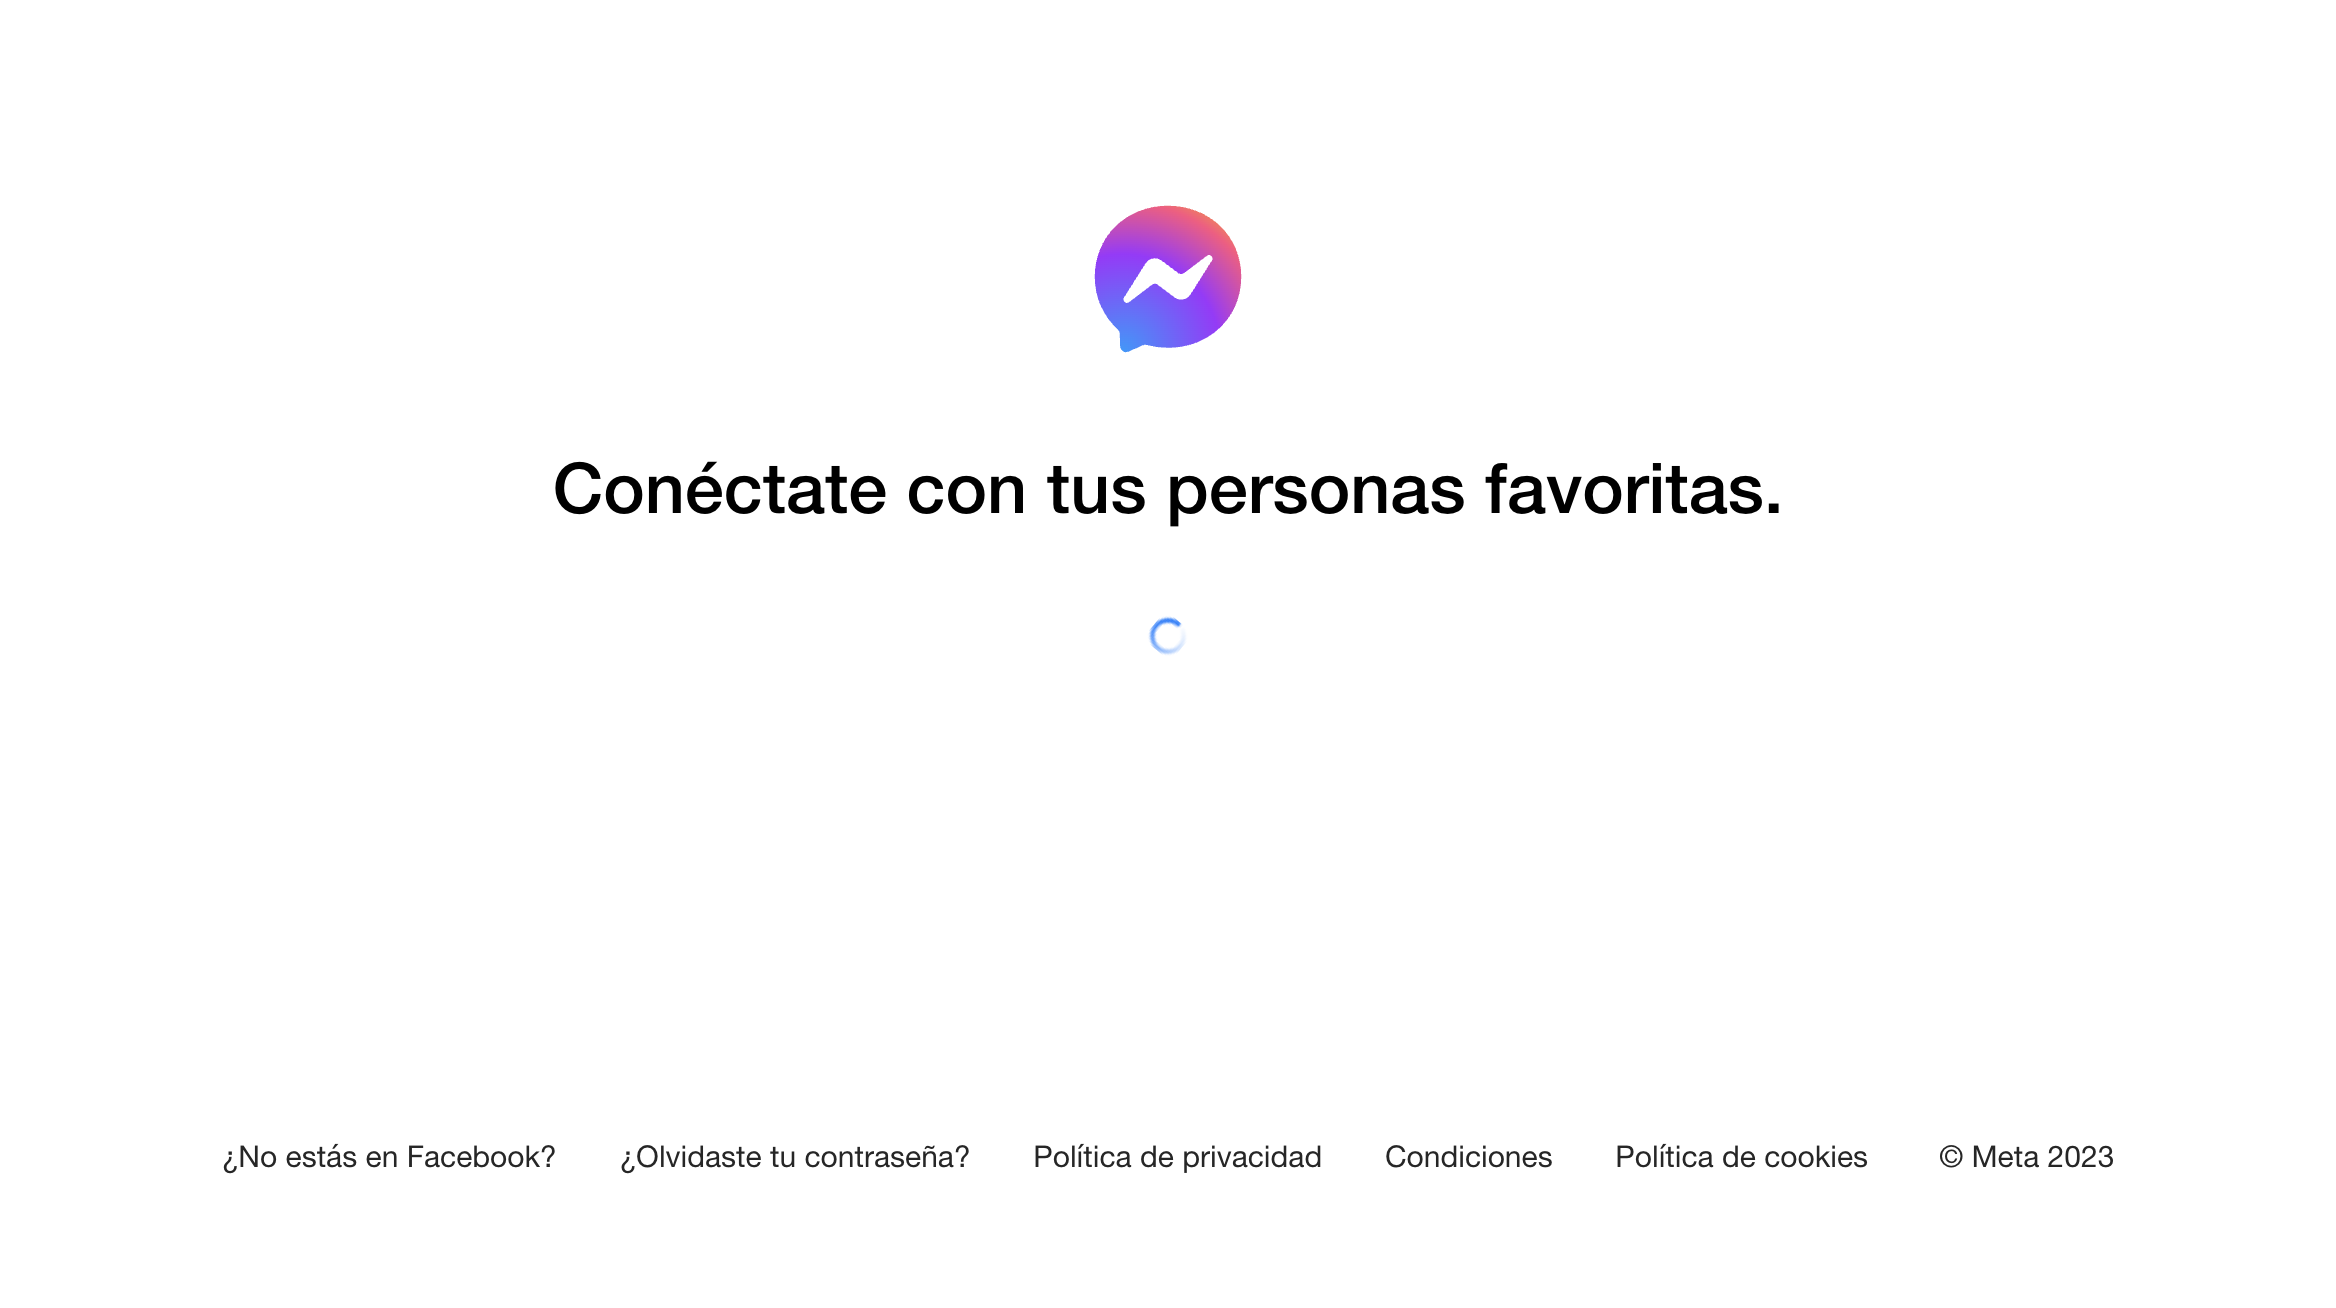 Conéctate con tus personas favoritas.
¿No estás en Facebook? ¿Olvidaste tu contraseña? Política de privacidad Condiciones Política de cookies © Meta 2023